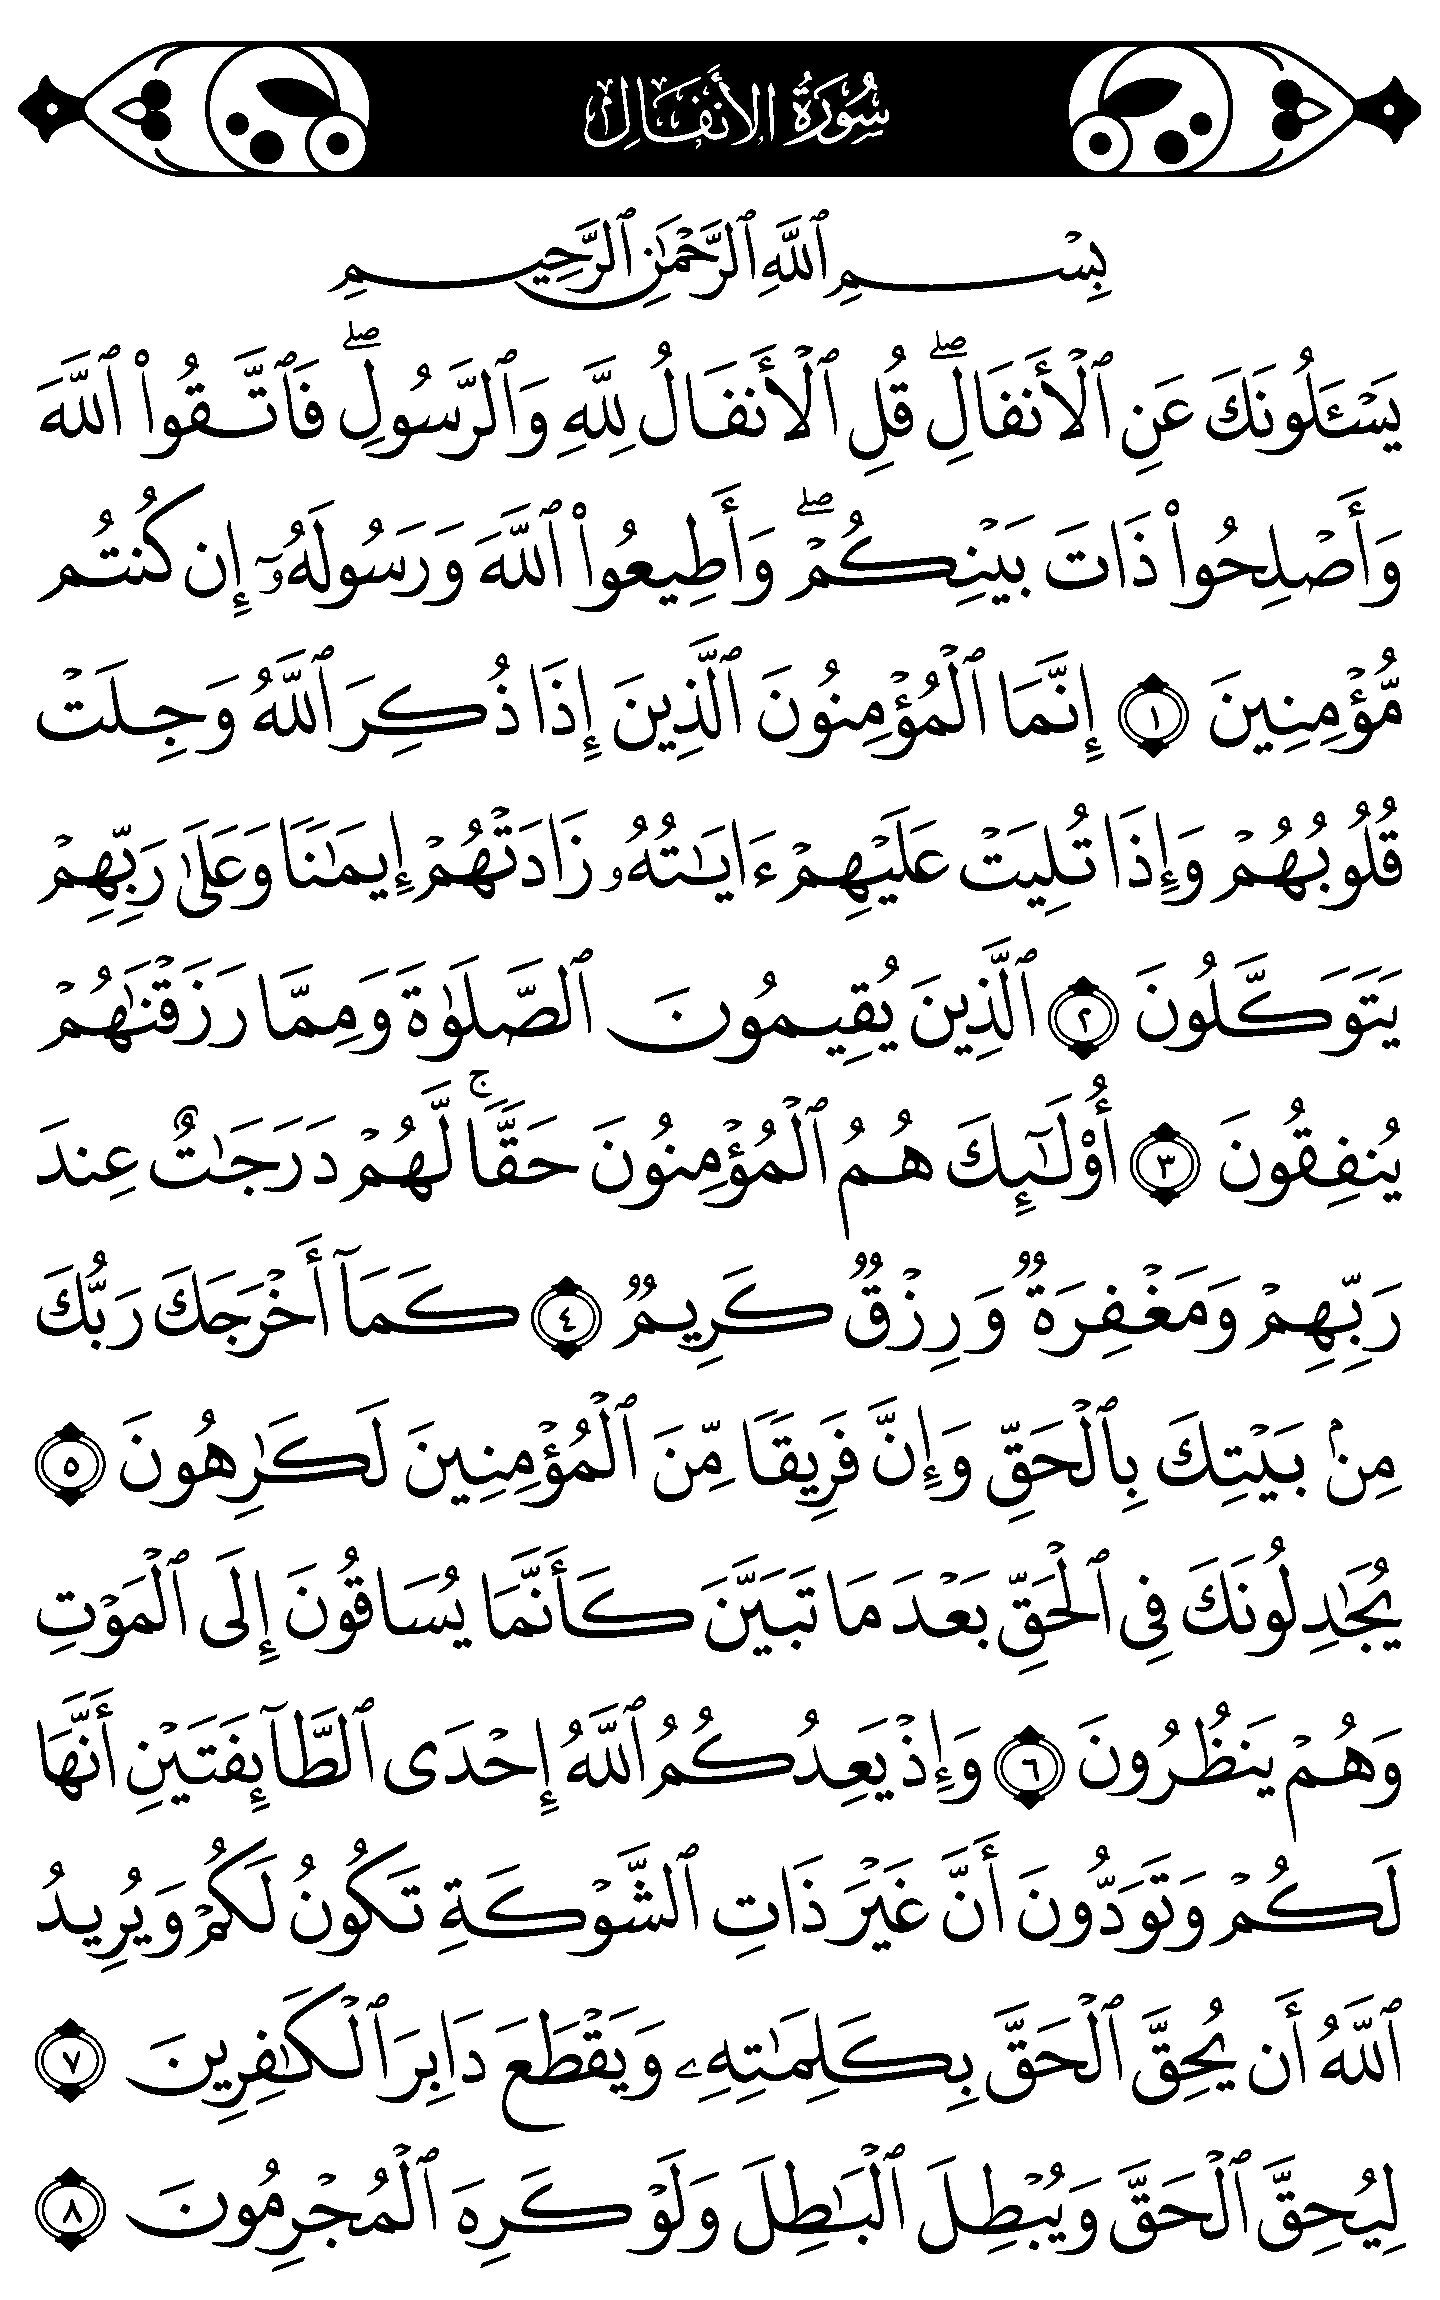 سُورَةُ الأَنفَالِ
بِسْمِ ٱللَّهِ ٱلرَّحْمَٰنِ ٱلرَّحِيمِ
يَسْـَٔلُونَكَ عَنِ ٱلْأَنفَالِۖ قُلِ ٱلْأَنفَالُ لِلَّهِ وَٱلرَّسُولِۖ فَٱتَّقُوا۟ ٱللَّهَ
وَأَصْلِحُوا۟ ذَاتَ بَيْنِكُمْۖ وَأَطِيعُوا۟ ٱللَّهَ وَرَسُولَهُۥٓ إِن كُنتُم
مُّؤْمِنِينَ ١ إِنَّمَا ٱلْمُؤْمِنُونَ ٱلَّذِينَ إِذَا ذُكِرَ ٱللَّهُ وَجِلَتْ
قُلُوبُهُمْ وَإِذَا تُلِيَتْ عَلَيْهِمْ ءَايَٰتُهُۥ زَادَتْهُمْ إِيمَٰنًا وَعَلَىٰ رَبِّهِمْ
يَتَوَكَّلُونَ ٢ ٱلَّذِينَ يُقِيمُونَ ٱلصَّلَوٰةَ وَمِمَّا رَزَقْنَٰهُمْ
يُنفِقُونَ ٣ أُو۟لَٰٓئِكَ هُمُ ٱلْمُؤْمِنُونَ حَقًّاۚ لَّهُمْ دَرَجَٰتٌ عِندَ
رَبِّهِمْ وَمَغْفِرَةٌ وَرِزْقٌ كَرِيمٌ ٤ كَمَآ أَخْرَجَكَ رَبُّكَ
مِنۢ بَيْتِكَ بِٱلْحَقِّ وَإِنَّ فَرِيقًا مِّنَ ٱلْمُؤْمِنِينَ لَكَٰرِهُونَ ٥
يُجَٰدِلُونَكَ فِى ٱلْحَقِّ بَعْدَ مَا تَبَيَّنَ كَأَنَّمَا يُسَاقُونَ إِلَى ٱلْمَوْتِ
وَهُمْ يَنظُرُونَ ٦ وَإِذْ يَعِدُكُمُ ٱللَّهُ إِحْدَى ٱلطَّآئِفَتَيْنِ أَنَّهَا
لَكُمْ وَتَوَدُّونَ أَنَّ غَيْرَ ذَاتِ ٱلشَّوْكَةِ تَكُونُ لَكُمْ وَيُرِيدُ
ٱللَّهُ أَن يُحِقَّ ٱلْحَقَّ بِكَلِمَٰتِهِۦ وَيَقْطَعَ دَابِرَ ٱلْكَٰفِرِينَ ٧
لِيُحِقَّ ٱلْحَقَّ وَيُبْطِلَ ٱلْبَٰطِلَ وَلَوْ كَرِهَ ٱلْمُجْرِمُونَ ٨